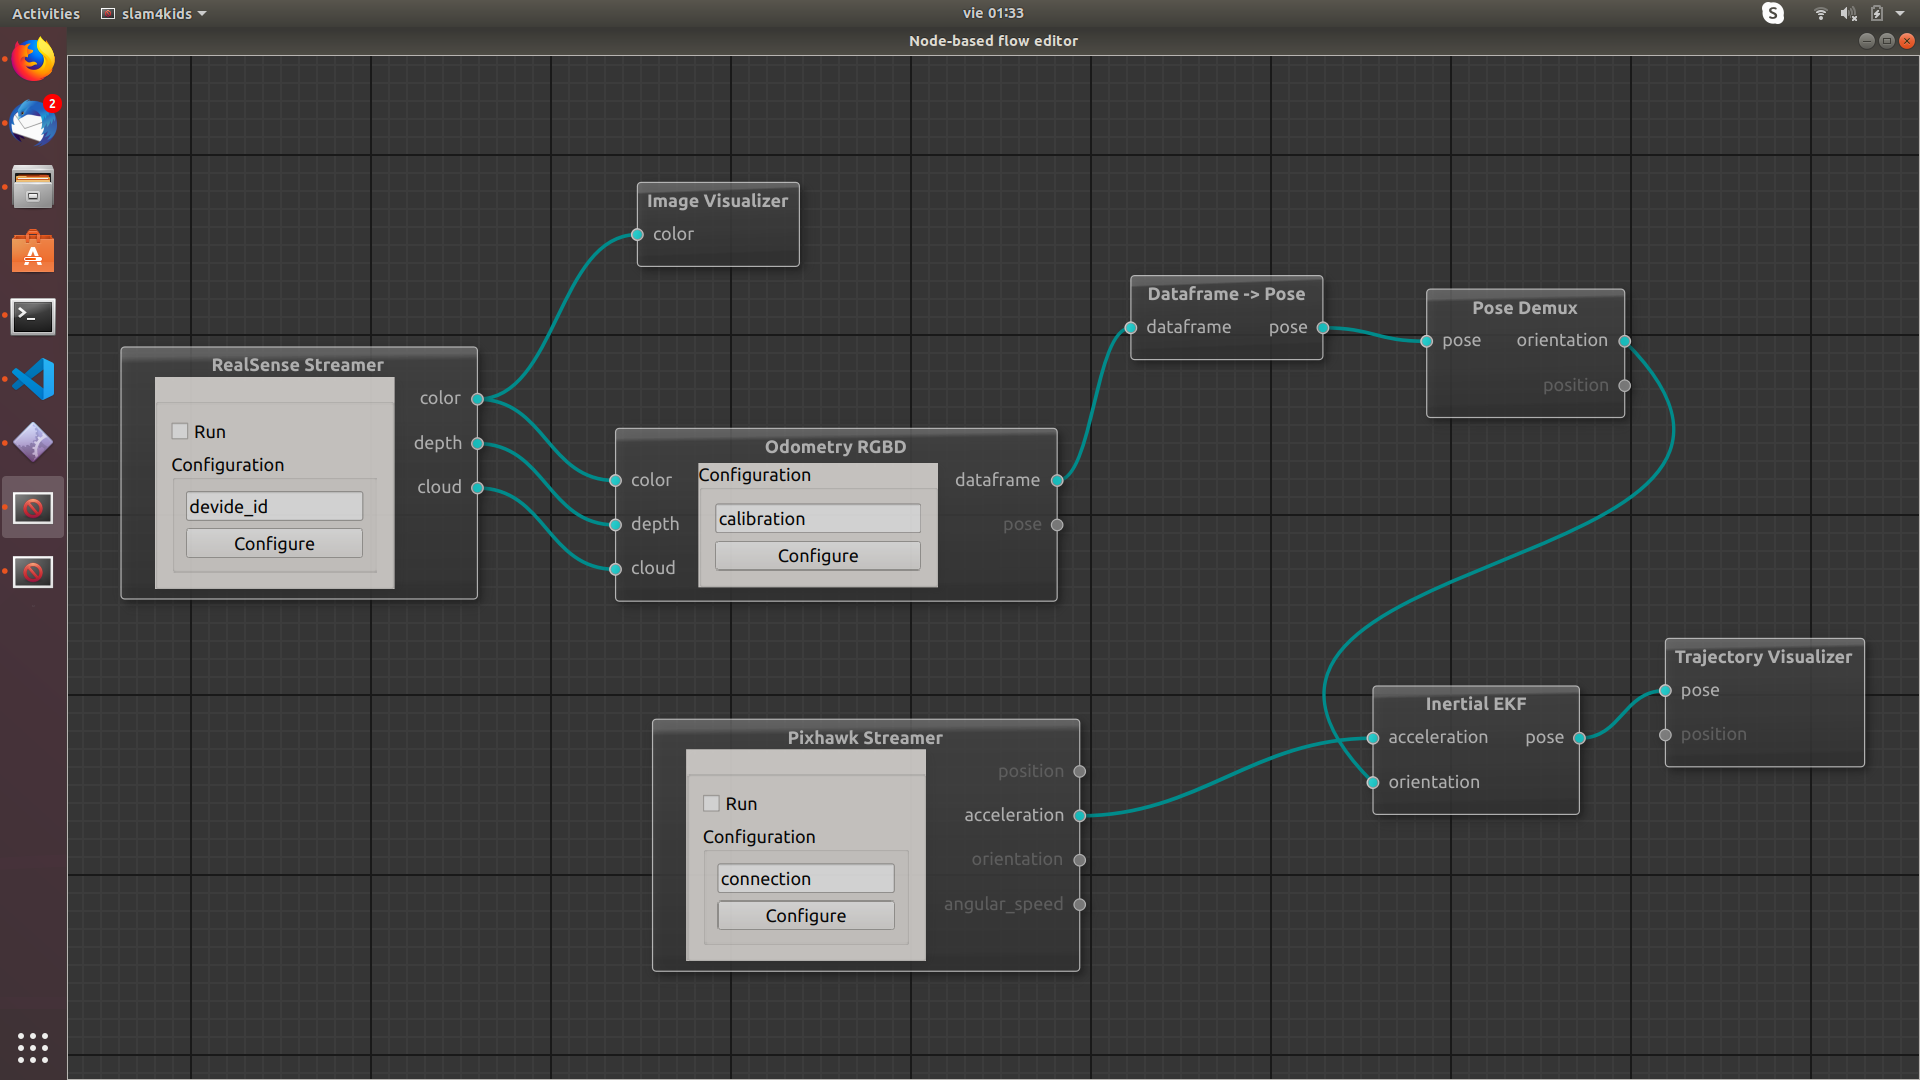 Activities
slam4kids
vie 01:33
S
Node-based flow editor
2
Image Visualizer
color
Dataframe -> Pose
dataframe
pose
Pose Demux
pose
orientation
position
RealSense Streamer
Run
Configuration
devide_id
Configure
color
depth
cloud
Odometry RGBD
color
depth
cloud
Configuration
calibration
Configure
dataframe
pose
Trajectory Visualizer
pose
position
Inertial EKF
acceleration
orientation
pose
Pixhawk Streamer
Run
Configuration
connection
Configure
position
acceleration
orientation
angular_speed